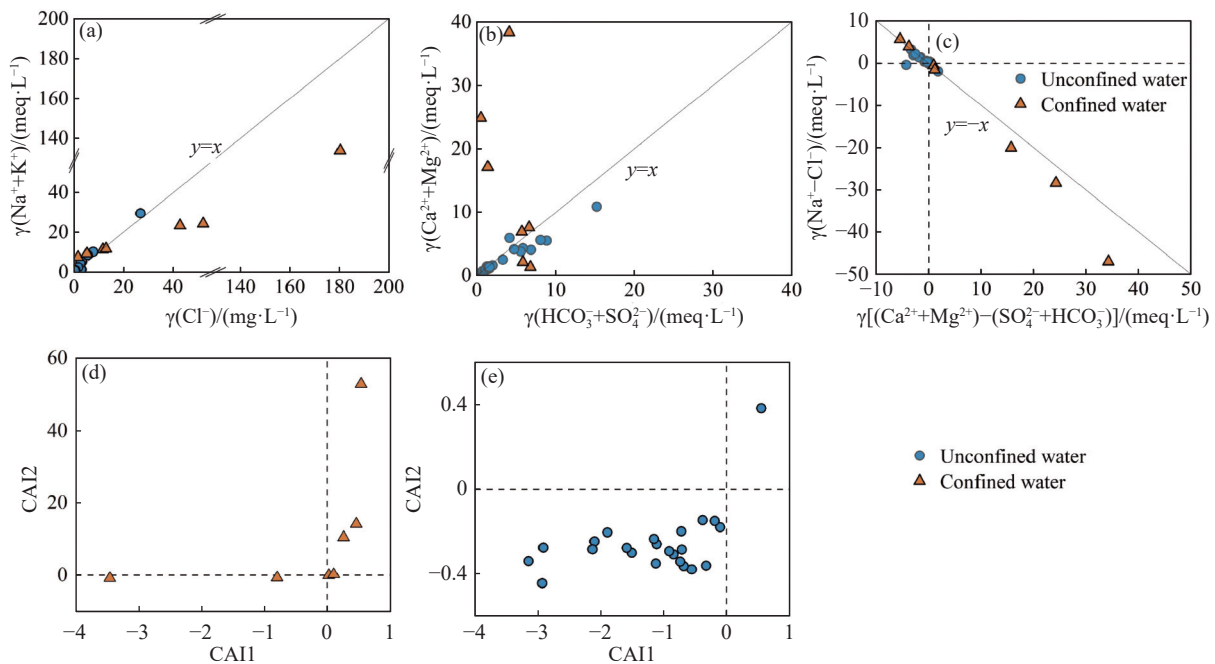 (a)
γ(Na⁺+K⁺)/(meq·L⁻¹)
200
180
160
140
40
20
0
y=x
0 20 40 140 160 180 200
γ(Cl⁻)/(mg·L⁻¹)
(b)
γ(Ca²⁺+Mg²⁺)/(meq·L⁻¹)
40
30
20
10
0
y=x
0 10 20 30 40
γ(HCO₃⁻+SO₄²⁻)/(meq·L⁻¹)
(c)
γ(Na⁺−Cl⁻)/(meq·L⁻¹)
10
0
−10
−20
−30
−40
−50
Unconfined water
Confined water
y=−x
−10 0 10 20 30 40 50
γ[(Ca²⁺+Mg²⁺)−(SO₄²⁻+HCO₃⁻)]/(meq·L⁻¹)
(d)
CAI2
60
40
20
0
−4 −3 −2 −1 0 1
CAI1
(e)
CAI2
0.4
0
−0.4
−4 −3 −2 −1 0 1
CAI1
Unconfined water
Confined water